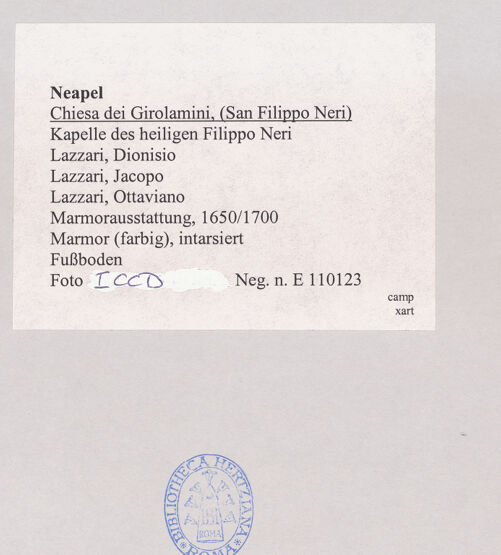 Neapel
Chiesa dei Girolamini, (San Filippo Neri)
Kapelle des heiligen Filippo Neri
Lazzari, Dionisio
Lazzari, Jacopo
Lazzari, Ottaviano
Marmorausstattung, 1650/1700
Marmor (farbig), intarsiert
Fußboden
Foto ICCD Neg. n. E 110123
camp
xart
BIBLIOTHECA HERTZIANA
ROMA
ROMA